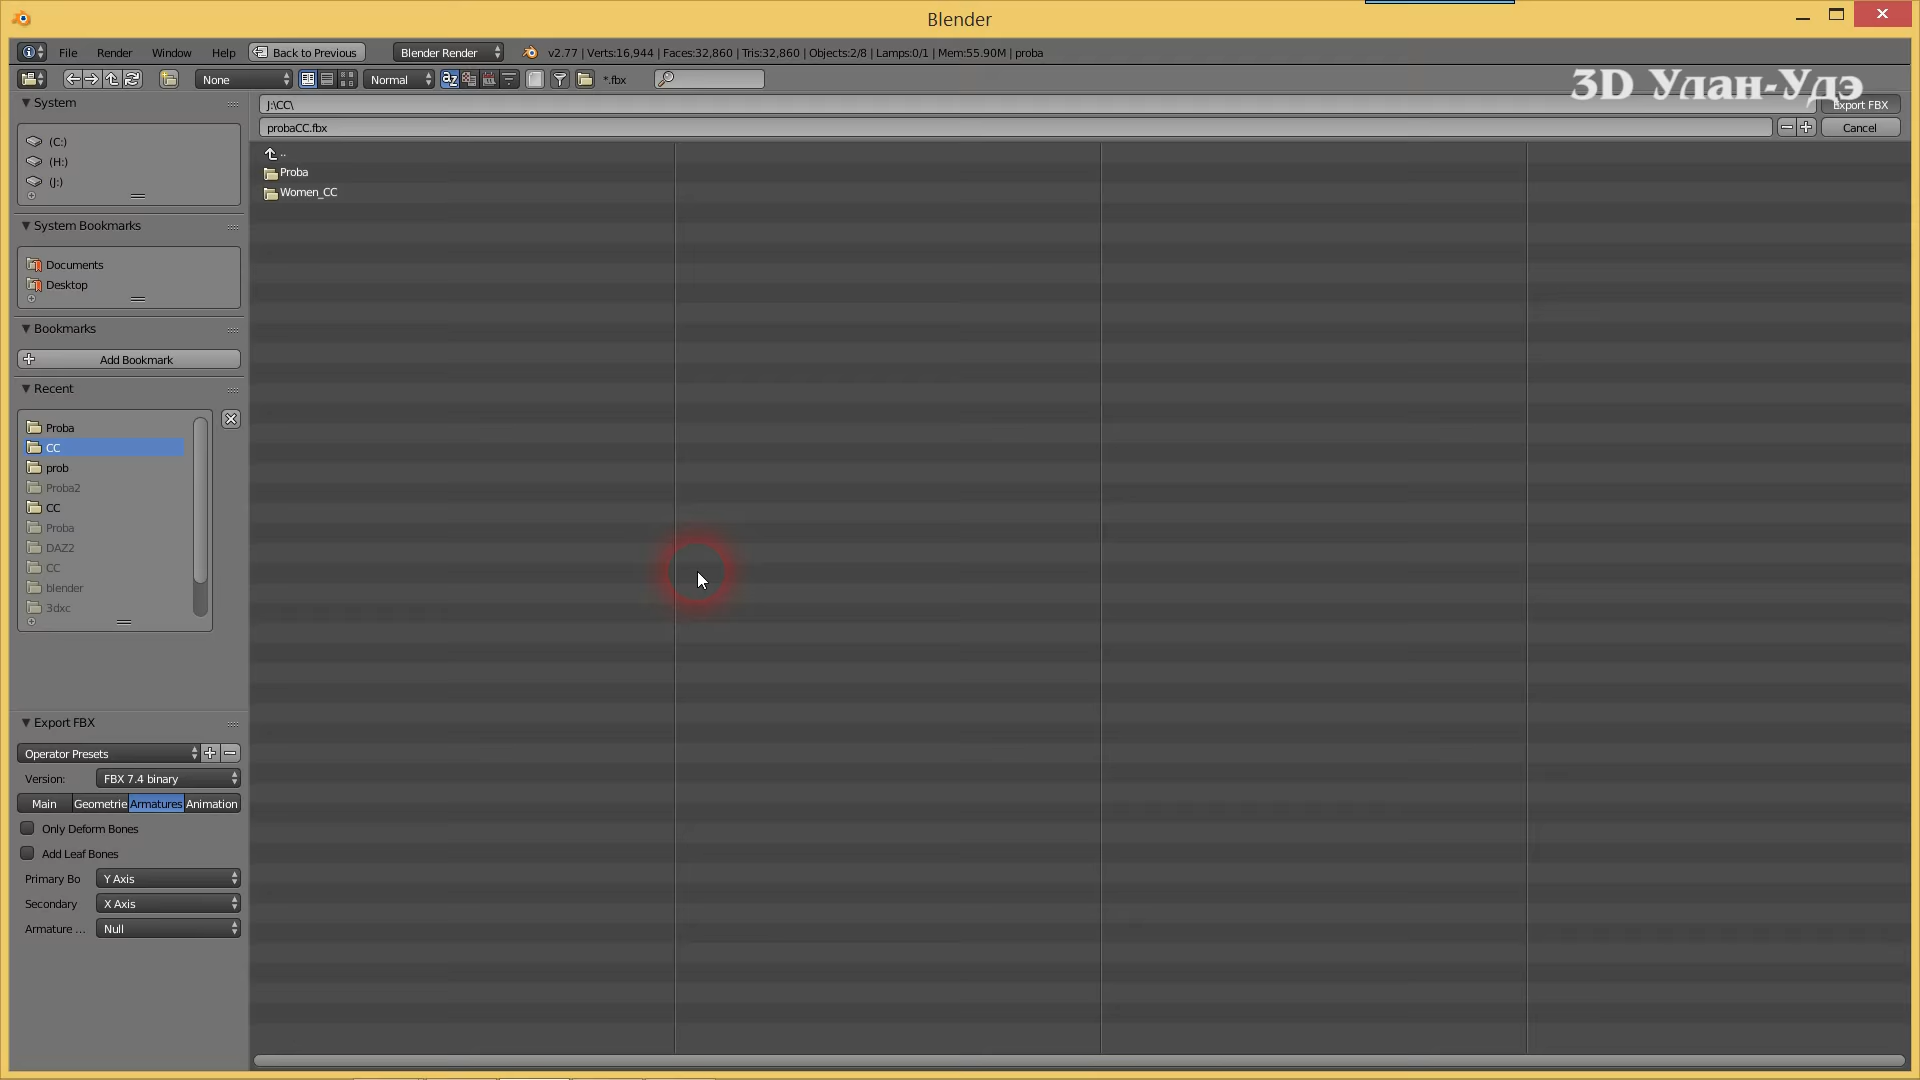 Blender
File Render Window Help Back to Previous Blender Render v2.77 | Verts:16,944 | Faces:32,860 | Tris:32,860 | Objects:2/8 | Lamps:0/1 | Mem:55.90M | proba
None Normal *.fbx
3D Улан-Удэ
System
J:\CC\
Export FBX
probaCC.fbx
Cancel
(C:)
(H:)
(J:)
..
Proba
Women_CC
System Bookmarks
Documents
Desktop
Bookmarks
Add Bookmark
Recent
Proba
CC
prob
Proba2
CC
Proba
DAZ2
CC
blender
3dxc
Export FBX
Operator Presets
Version: FBX 7.4 binary
Main Geometrie Armatures Animation
Only Deform Bones
Add Leaf Bones
Primary Bo Y Axis
Secondary X Axis
Armature ... Null